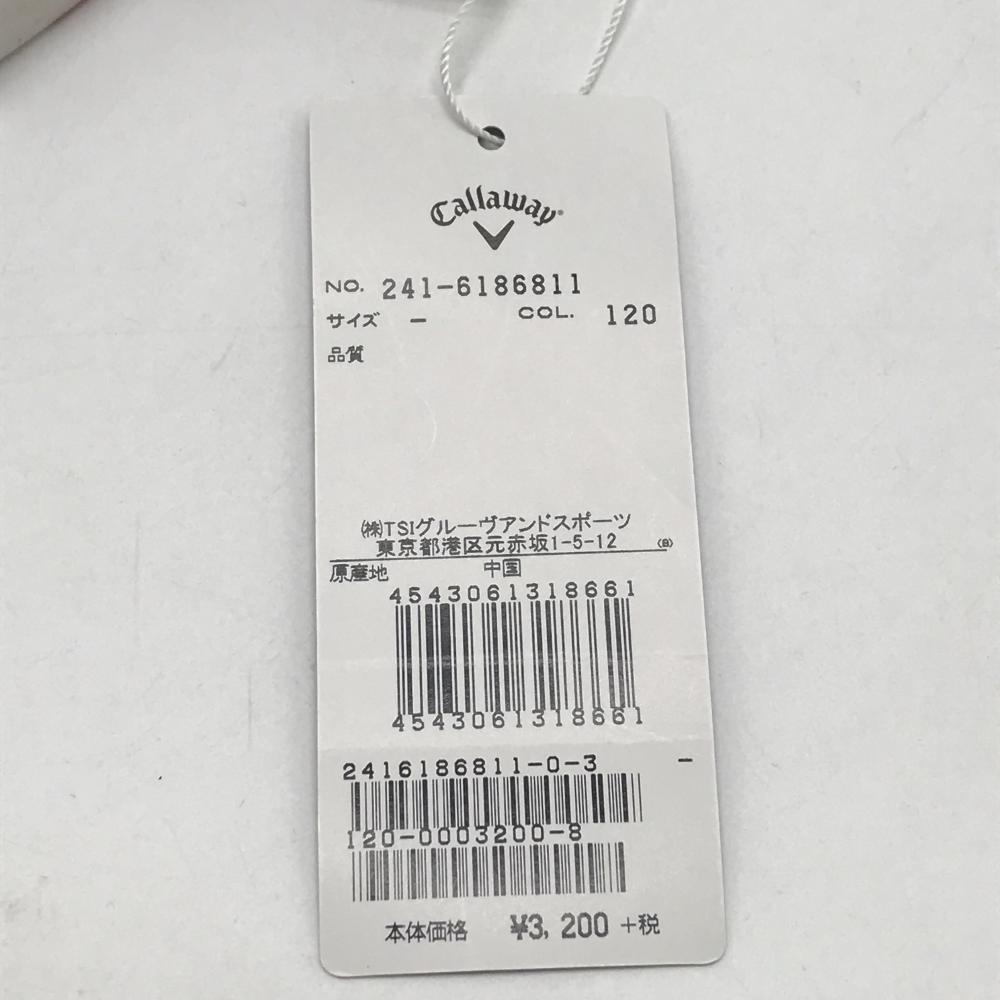 Callaway
NO. 241-6186811
サイズ - COL. 120
品質
㈱TSIグルーヴアンドスポーツ
東京都港区元赤坂1-5-12 (B)
原産地 中国
4543061318661
4543061318661
2416186811-0-3 -
120-0003200-8
本体価格 ¥3,200 +税